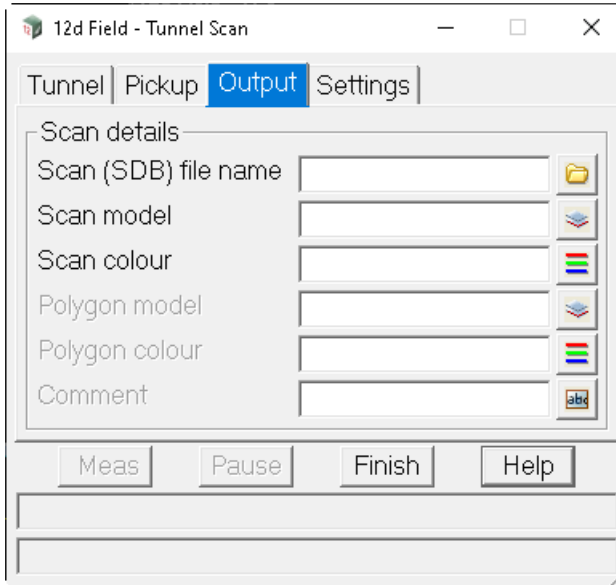 12d Field - Tunnel Scan
Tunnel Pickup Output Settings
Scan details
Scan (SDB) file name
Scan model
Scan colour
Polygon model
Polygon colour
Comment
abc
Meas Pause Finish Help